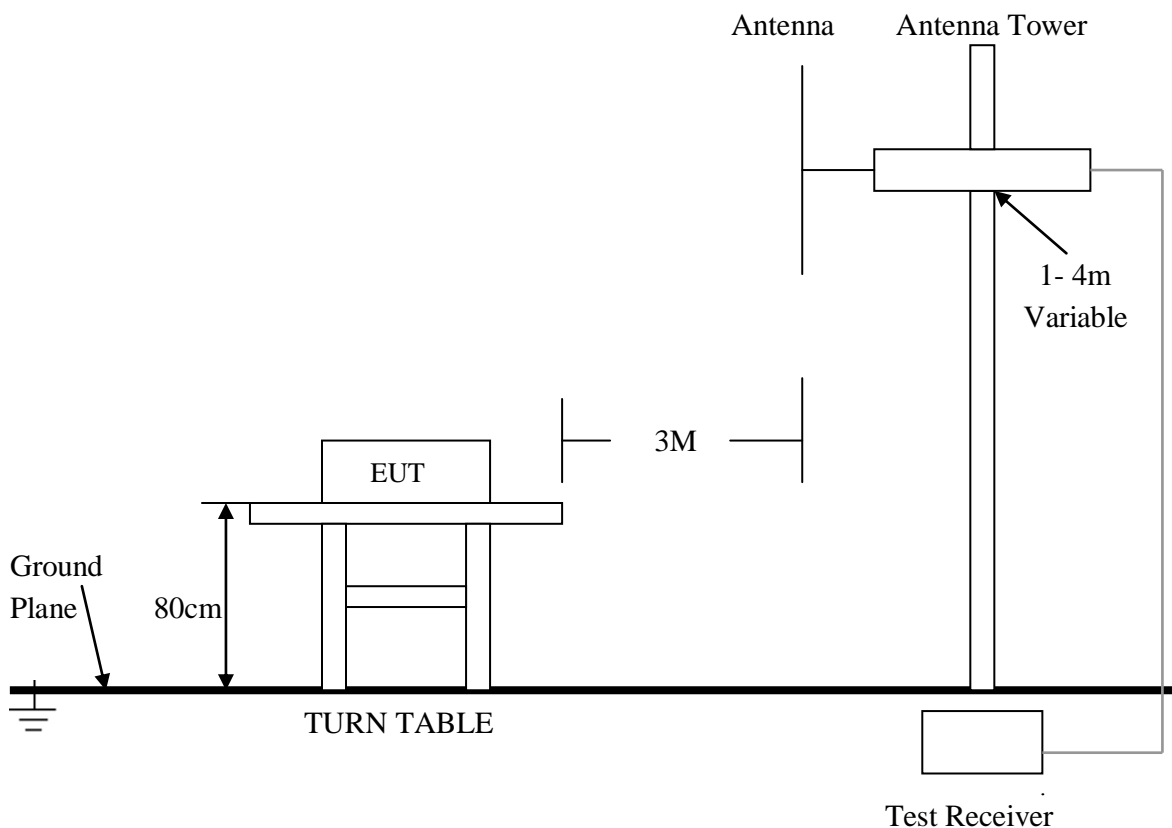 Antenna
Antenna Tower
1- 4m
Variable
3M
EUT
Ground
Plane
80cm
TURN TABLE
Test Receiver